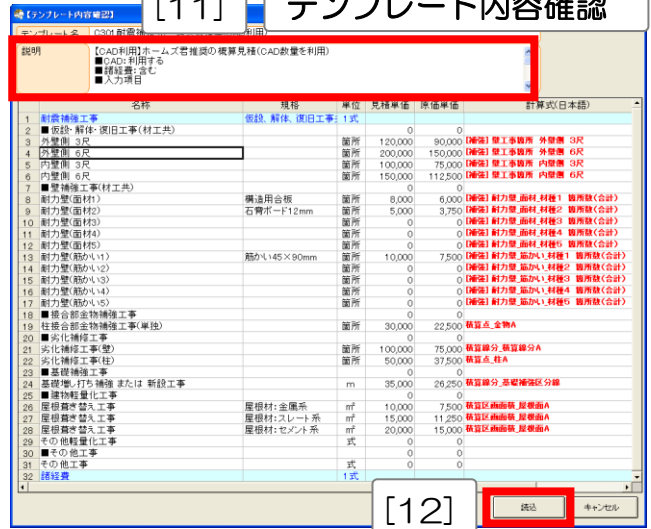 [11] テンプレート内容確認
【テンプレート内容確認】
テンプレート名 C301 耐震補
利用)
説明 【CAD利用】ホームズ君推奨の概算見積(CAD数量を利用)
■CAD:利用する
■諸経費:含む
■入力項目
名称 規格 単位 見積単価 原価単価 計算式(日本語)
1 耐震補強工事 仮設、解体、復旧工事 1 式
2 ■仮設・解体・復旧工事(材工共) 0 0
3 外壁側 3尺 箇所 120,000 90,000 [補強] 壁工事箇所 外壁側 3尺
4 外壁側 6尺 箇所 200,000 150,000 [補強] 壁工事箇所 外壁側 6尺
5 内壁側 3尺 箇所 100,000 75,000 [補強] 壁工事箇所 内壁側 3尺
6 内壁側 6尺 箇所 150,000 112,500 [補強] 壁工事箇所 内壁側 6尺
7 ■壁補強工事(材工共) 0 0
8 耐力壁(面材1) 構造用合板 箇所 8,000 6,000 [補強] 耐力壁_面材_材種1 箇所数(合計)
9 耐力壁(面材2) 石膏ボード12mm 箇所 5,000 3,750 [補強] 耐力壁_面材_材種2 箇所数(合計)
10 耐力壁(面材3) 箇所 0 0 [補強] 耐力壁_面材_材種3 箇所数(合計)
11 耐力壁(面材4) 箇所 0 0 [補強] 耐力壁_面材_材種4 箇所数(合計)
12 耐力壁(面材5) 箇所 0 0 [補強] 耐力壁_面材_材種5 箇所数(合計)
13 耐力壁(筋かい1) 筋かい45×90mm 箇所 10,000 7,500 [補強] 耐力壁_筋かい_材種1 箇所数(合計)
14 耐力壁(筋かい2) 箇所 0 0 [補強] 耐力壁_筋かい_材種2 箇所数(合計)
15 耐力壁(筋かい3) 箇所 0 0 [補強] 耐力壁_筋かい_材種3 箇所数(合計)
16 耐力壁(筋かい4) 箇所 0 0 [補強] 耐力壁_筋かい_材種4 箇所数(合計)
17 耐力壁(筋かい5) 箇所 0 0 [補強] 耐力壁_筋かい_材種5 箇所数(合計)
18 ■接合部金物補強工事 0 0
19 柱接合部金物補強工事(単独) 箇所 30,000 22,500 積算点_金物A
20 ■劣化補修工事 0 0
21 劣化補修工事(壁) 箇所 100,000 75,000 積算線分_積算線分A
22 劣化補修工事(柱) 箇所 50,000 37,500 積算点_柱A
23 ■基礎補強工事 0 0
24 基礎増し打ち補強 または 新設工事 m 35,000 26,250 積算線分_基礎補強区分線
25 ■建物軽量化工事 0 0
26 屋根葺き替え工事 屋根材:金属系 ㎡ 10,000 7,500 積算区画面積_屋根面A
27 屋根葺き替え工事 屋根材:スレート系 ㎡ 15,000 11,250 積算区画面積_屋根面A
28 屋根葺き替え工事 屋根材:セメント系 ㎡ 20,000 15,000 積算区画面積_屋根面A
29 その他軽量化工事 式 0 0
30 ■その他工事 0 0
31 その他工事 式 0 0
32 諸経費 1 式
[12] 読込 キャンセル